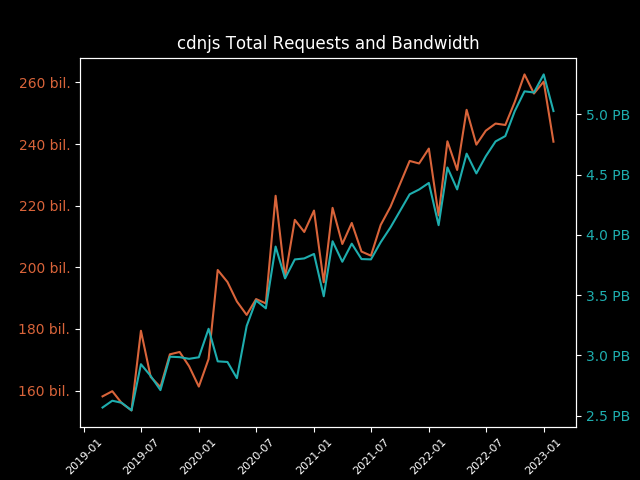 cdnjs Total Requests and Bandwidth
260 bil.
240 bil.
220 bil.
200 bil.
180 bil.
160 bil.
5.0 PB
4.5 PB
4.0 PB
3.5 PB
3.0 PB
2.5 PB
2019-01
2019-07
2020-01
2020-07
2021-01
2021-07
2022-01
2022-07
2023-01